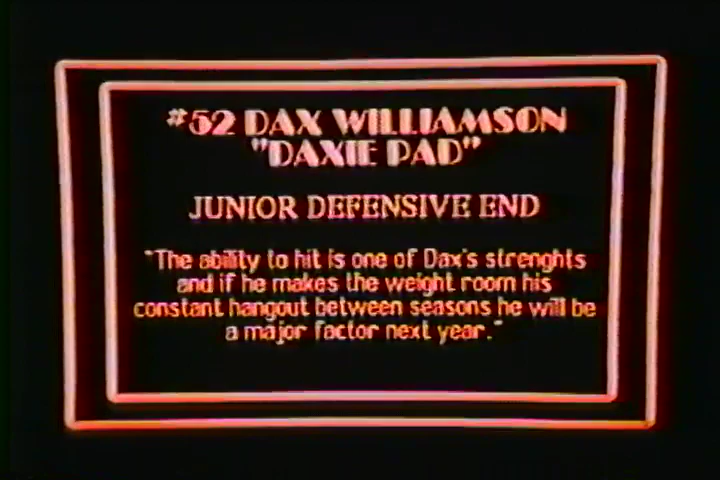 #52 DAX WILLIAMSON
"DAXIE PAD"
JUNIOR DEFENSIVE END
"The ability to hit is one of Dax's strenghts
and if he makes the weight room his
constant hangout between seasons he will be
a major factor next year."